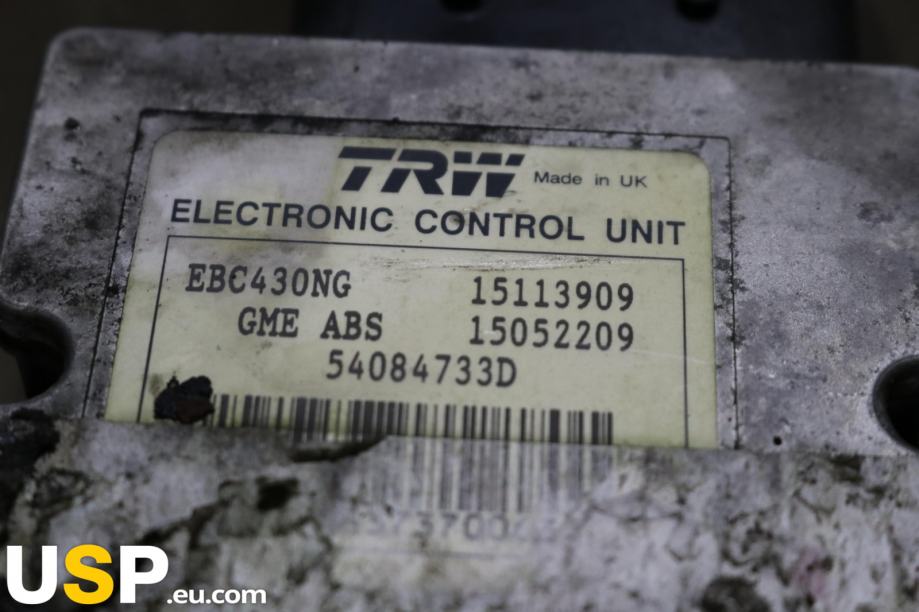 TRW Made in UK
ELECTRONIC CONTROL UNIT
EBC430NG 15113909
GME ABS 15052209
54084733D
USP.eu.com